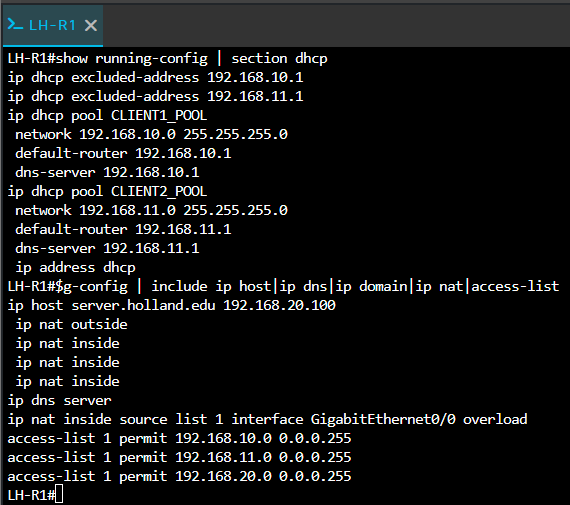 LH-R1
LH-R1#show running-config | section dhcp
ip dhcp excluded-address 192.168.10.1
ip dhcp excluded-address 192.168.11.1
ip dhcp pool CLIENT1_POOL
 network 192.168.10.0 255.255.255.0
 default-router 192.168.10.1
 dns-server 192.168.10.1
ip dhcp pool CLIENT2_POOL
 network 192.168.11.0 255.255.255.0
 default-router 192.168.11.1
 dns-server 192.168.11.1
 ip address dhcp
LH-R1#$g-config | include ip host|ip dns|ip domain|ip nat|access-list
ip host server.holland.edu 192.168.20.100
 ip nat outside
 ip nat inside
 ip nat inside
 ip nat inside
ip dns server
ip nat inside source list 1 interface GigabitEthernet0/0 overload
access-list 1 permit 192.168.10.0 0.0.0.255
access-list 1 permit 192.168.11.0 0.0.0.255
access-list 1 permit 192.168.20.0 0.0.0.255
LH-R1#